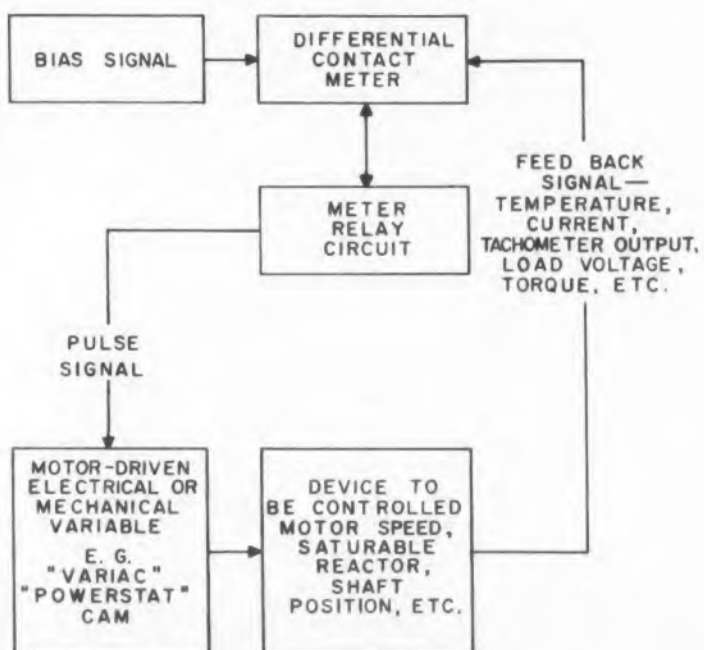 BIAS SIGNAL
DIFFERENTIAL
CONTACT
METER
FEED BACK
SIGNAL—
TEMPERATURE,
CURRENT,
TACHOMETER OUTPUT,
LOAD VOLTAGE,
TORQUE, ETC.
METER
RELAY
CIRCUIT
PULSE
SIGNAL
MOTOR-DRIVEN
ELECTRICAL OR
MECHANICAL
VARIABLE
E. G.
"VARIAC"
"POWERSTAT"
CAM
DEVICE TO
BE CONTROLLED
MOTOR SPEED,
SATURABLE
REACTOR,
SHAFT
POSITION, ETC.